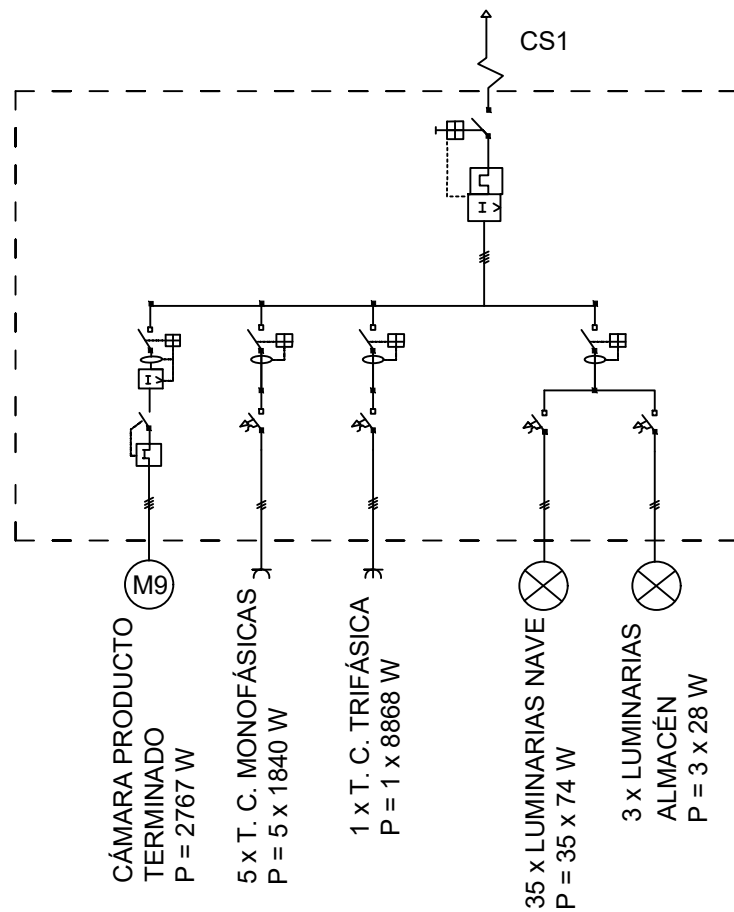 CS1
I >
I >
I
M9
CÁMARA PRODUCTO
TERMINADO
P = 2767 W
5 x T. C. MONOFÁSICAS
P = 5 x 1840 W
1 x T. C. TRIFÁSICA
P = 1 x 8868 W
35 x LUMINARIAS NAVE
P = 35 x 74 W
3 x LUMINARIAS
ALMACÉN
P = 3 x 28 W